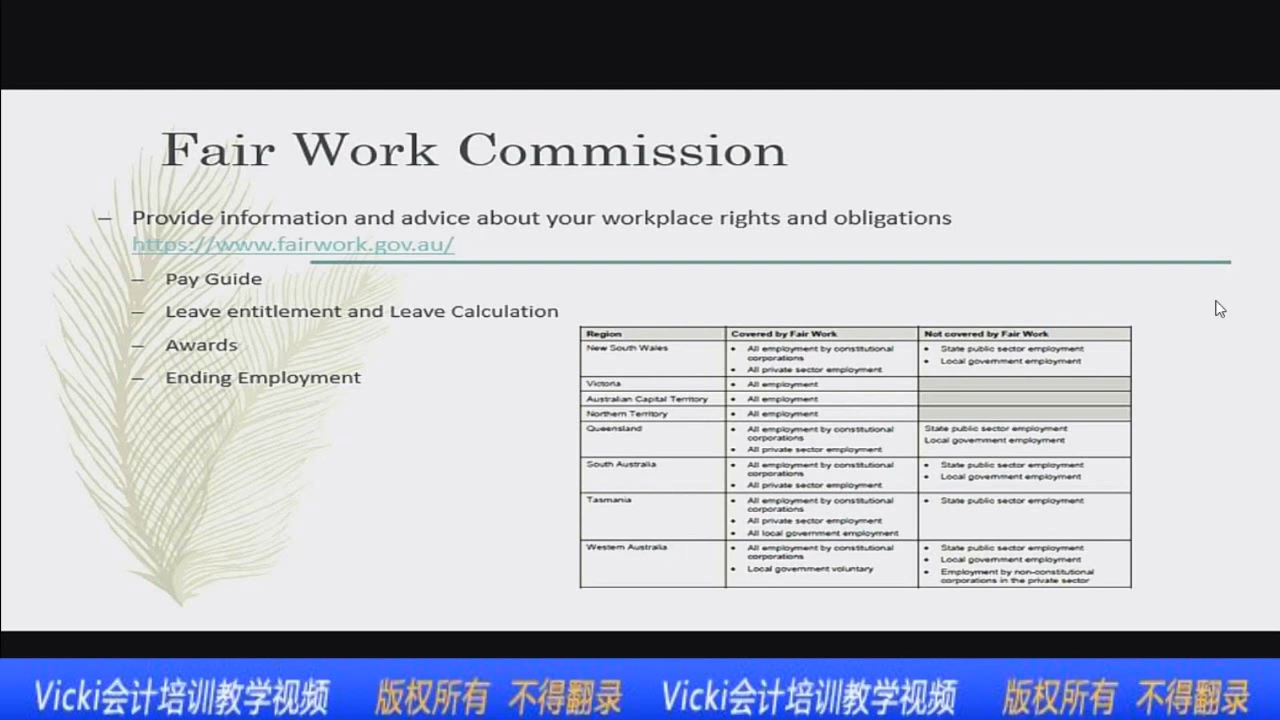 Fair Work Commission
– Provide information and advice about your workplace rights and obligations
https://www.fairwork.gov.au/
– Pay Guide
– Leave entitlement and Leave Calculation
– Awards
– Ending Employment
Region Covered by Fair Work Not covered by Fair Work
New South Wales • All employment by constitutional • State public sector employment
corporations • Local government employment
• All private sector employment
Victoria • All employment
Australian Capital Territory • All employment
Northern Territory • All employment
Queensland • All employment by constitutional State public sector employment
corporations Local government employment
• All private sector employment
South Australia • All employment by constitutional • State public sector employment
corporations • Local government employment
• All private sector employment
Tasmania • All employment by constitutional • State public sector employment
corporations
• All private sector employment
• All local government employment
Western Australia • All employment by constitutional • State public sector employment
corporations • Local government employment
• Local government voluntary • Employment by non-constitutional
corporations in the private sector
Vicki会计培训教学视频 版权所有 不得翻录 Vicki会计培训教学视频 版权所有 不得翻录